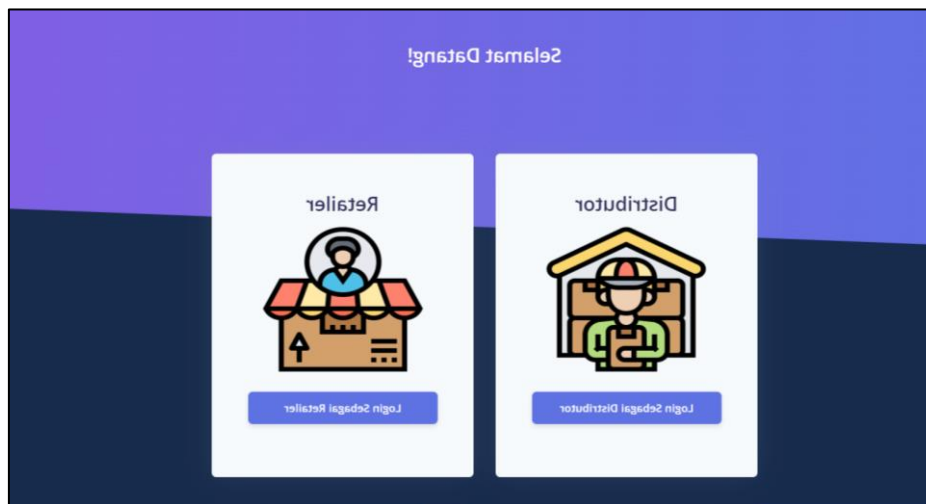 Selamat Datang!
Distributor
Login Sebagai Distributor
Retailer
Login Sebagai Retailer